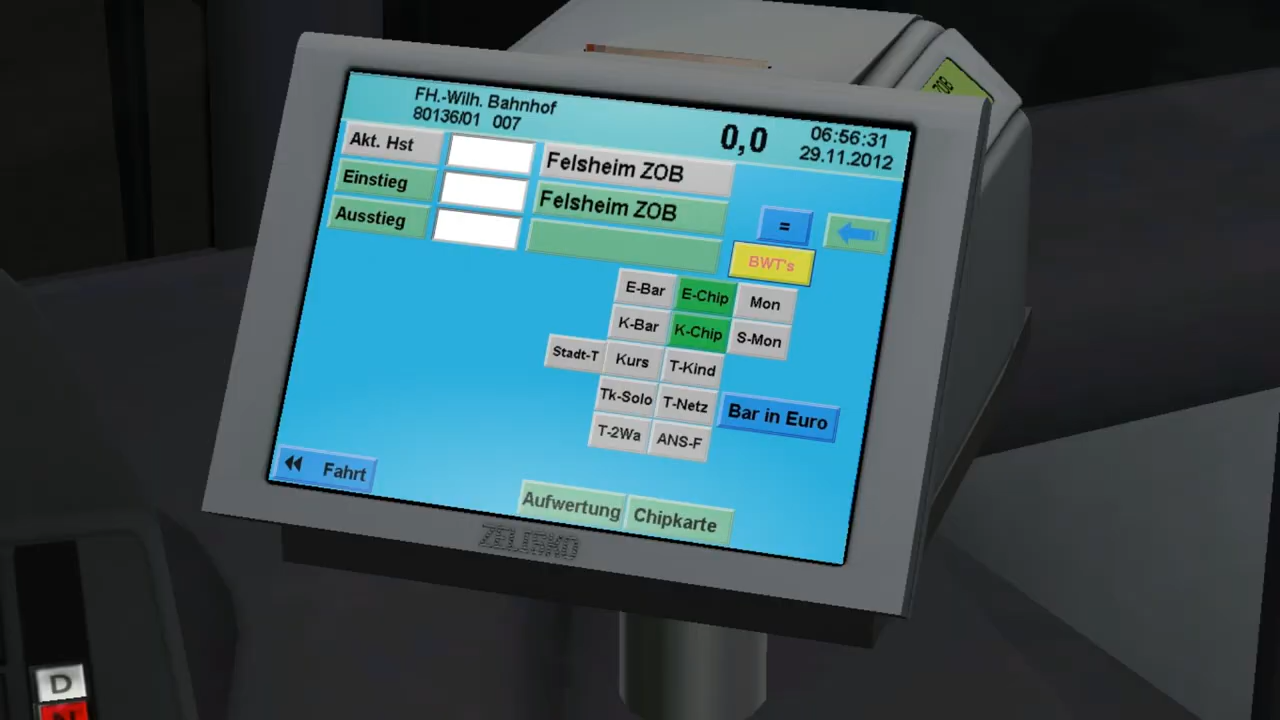 708
FH.-Wilh. Bahnhof
80136/01 007
0,0
06:56:31
29.11.2012
Akt. Hst
Felsheim ZOB
Einstieg
Felsheim ZOB
Ausstieg
=
BWT's
E-Bar E-Chip Mon
K-Bar K-Chip S-Mon
Stadt-T Kurs T-Kind
Tk-Solo T-Netz Bar in Euro
T-2Wa ANS-F
Fahrt
Aufwertung Chipkarte
ZELISKO
D
N